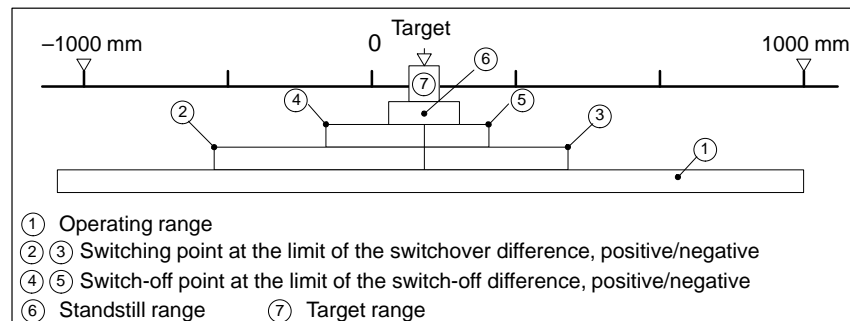 Target
–1000 mm 0 1000 mm
⑦ ⑥
④ ⑤
② ③
①
① Operating range
② ③ Switching point at the limit of the switchover difference, positive/negative
④ ⑤ Switch-off point at the limit of the switch-off difference, positive/negative
⑥ Standstill range ⑦ Target range